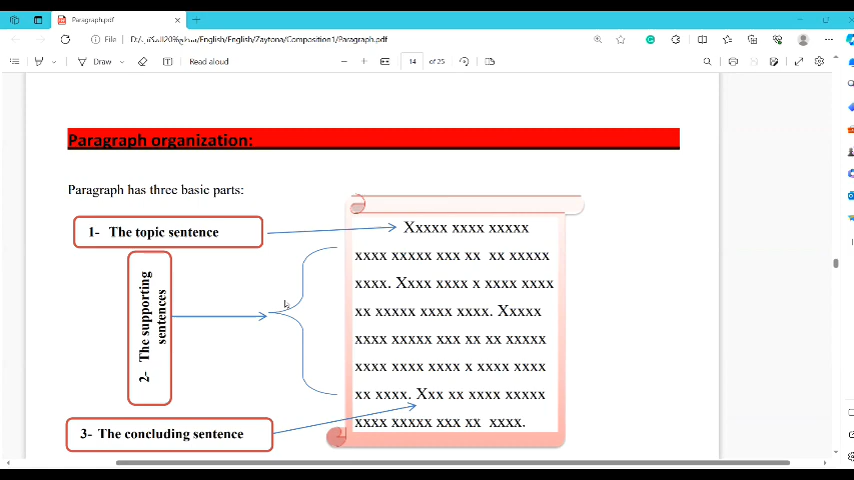 Paragraph.pdf
File
D:/سطح%20المكتب/English/English/Zaytona/Composition1/Paragraph.pdf
Draw
Read aloud
14 of 25
Paragraph organization:
Paragraph has three basic parts:
1- The topic sentence
2- The supporting sentences
3- The concluding sentence
Xxxxx xxxx xxxxx
xxxx xxxxx xxx xx xx xxxxx
xxxx. Xxxx xxxx x xxxx xxxx
xx xxxxx xxxx xxxx. Xxxxx
xxxx xxxxx xxx xx xx xxxxx
xxxx xxxx xxxx x xxxx xxxx
xx xxxx. Xxx xx xxxx xxxxx
xxxx xxxxx xxx xx xxxx.